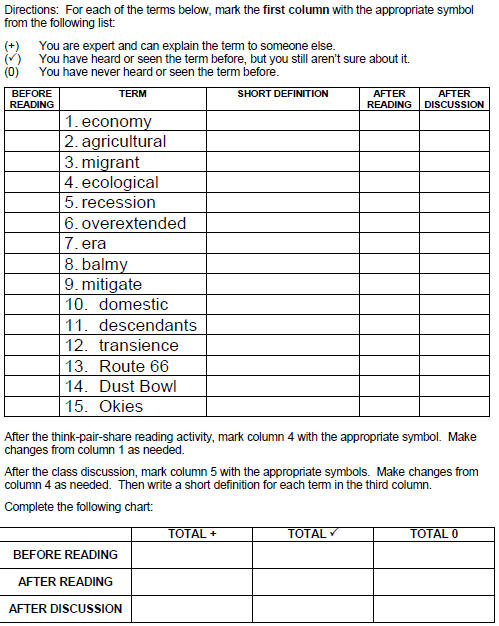 Directions: For each of the terms below, mark the first column with the appropriate symbol
from the following list:
(+) You are expert and can explain the term to someone else.
(✓) You have heard or seen the term before, but you still aren't sure about it.
(0) You have never heard or seen the term before.
BEFORE READING TERM SHORT DEFINITION AFTER READING AFTER DISCUSSION
1. economy
2. agricultural
3. migrant
4. ecological
5. recession
6. overextended
7. era
8. balmy
9. mitigate
10. domestic
11. descendants
12. transience
13. Route 66
14. Dust Bowl
15. Okies
After the think-pair-share reading activity, mark column 4 with the appropriate symbol. Make
changes from column 1 as needed.
After the class discussion, mark column 5 with the appropriate symbols. Make changes from
column 4 as needed. Then write a short definition for each term in the third column.
Complete the following chart:
TOTAL + TOTAL ✓ TOTAL 0
BEFORE READING
AFTER READING
AFTER DISCUSSION